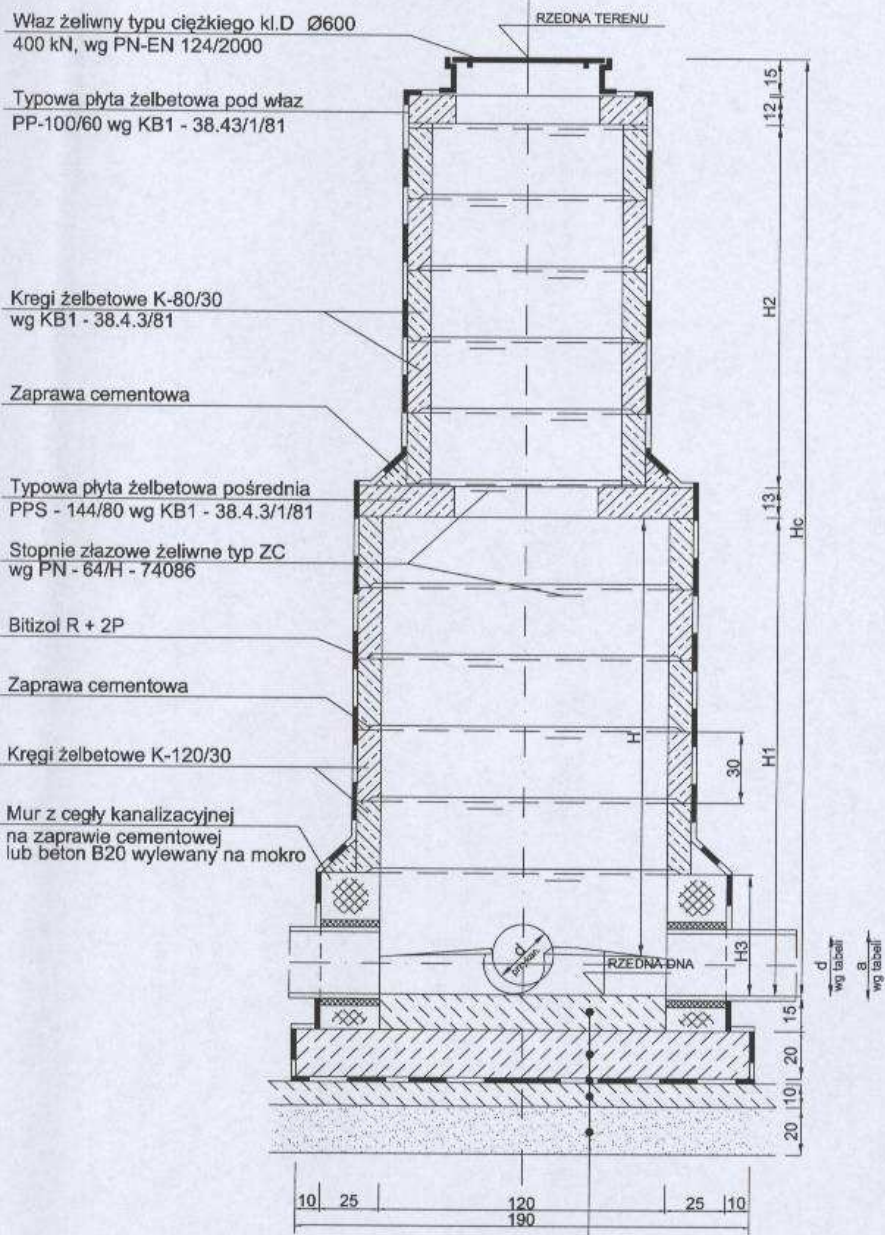 Właz żeliwny typu ciężkiego kl.D Ø600
400 kN, wg PN-EN 124/2000
RZEDNA TERENU
Typowa płyta żelbetowa pod właz
PP-100/60 wg KB1 - 38.43/1/81
Kręgi żelbetowe K-80/30
wg KB1 - 38.4.3/81
Zaprawa cementowa
Typowa płyta żelbetowa pośrednia
PPS - 144/80 wg KB1 - 38.4.3/1/81
Stopnie złazowe żeliwne typ ZC
wg PN - 64/H - 74086
Bitizol R + 2P
Zaprawa cementowa
Kręgi żelbetowe K-120/30
Mur z cegły kanalizacyjnej
na zaprawie cementowej
lub beton B20 wylewany na mokro
15
12
H2
13
Hc
H
H1
30
H3
d
RZEDNA DNA
d
wg tabeli
a
wg tabeli
15
20
10
20
10
25
120
25
10
190